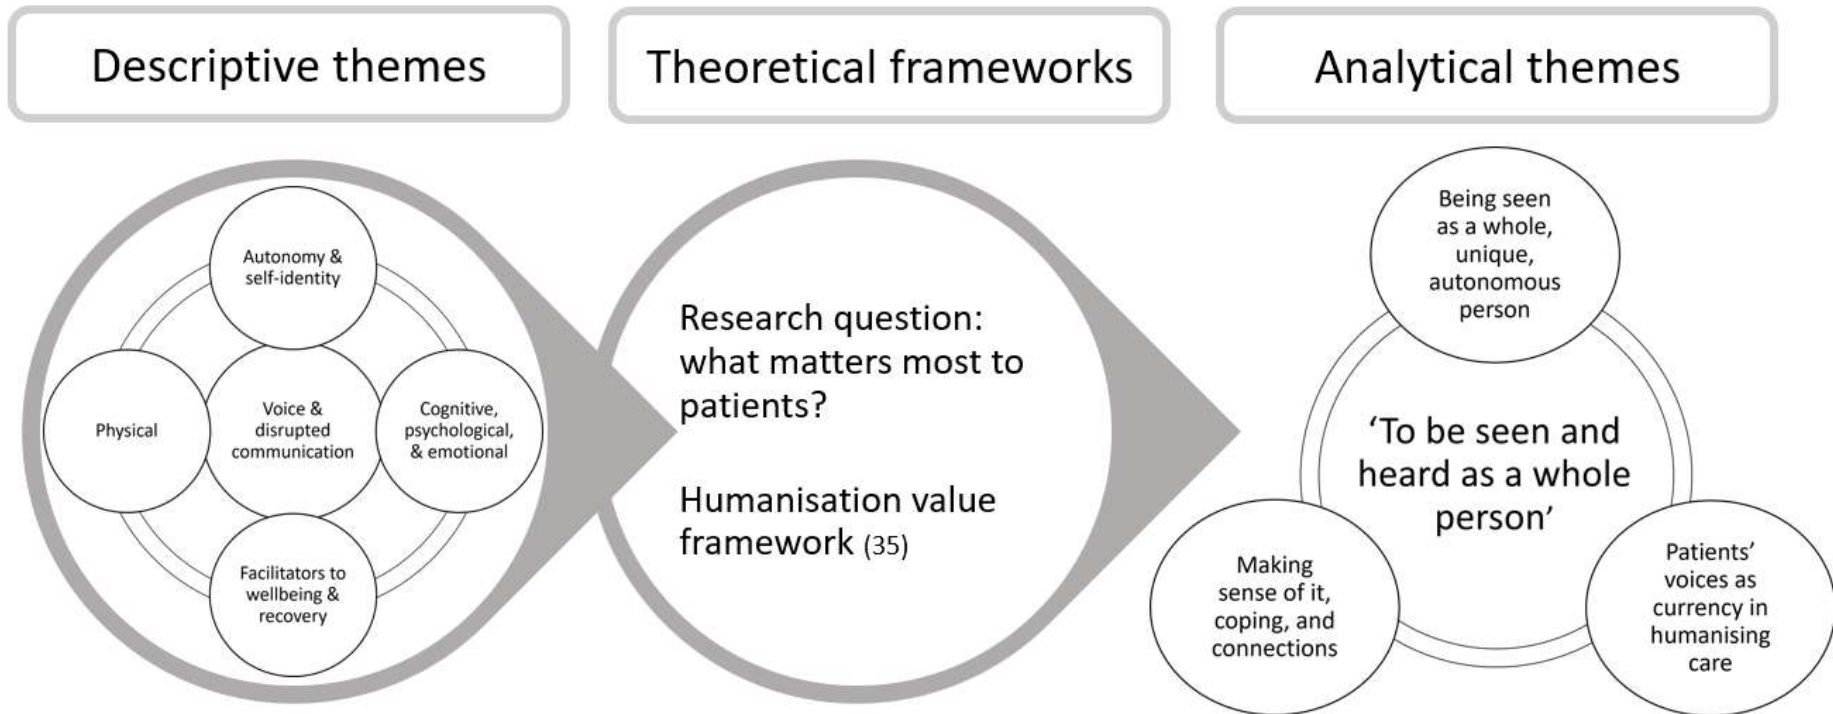 Descriptive themes
Theoretical frameworks
Analytical themes
Autonomy &
self-identity
Physical
Voice &
disrupted
communication
Cognitive,
psychological,
& emotional
Facilitators to
wellbeing &
recovery
Research question:
what matters most to
patients?
Humanisation value
framework (35)
Being seen
as a whole,
unique,
autonomous
person
‘To be seen and
heard as a whole
person’
Making
sense of it,
coping, and
connections
Patients’
voices as
currency in
humanising
care